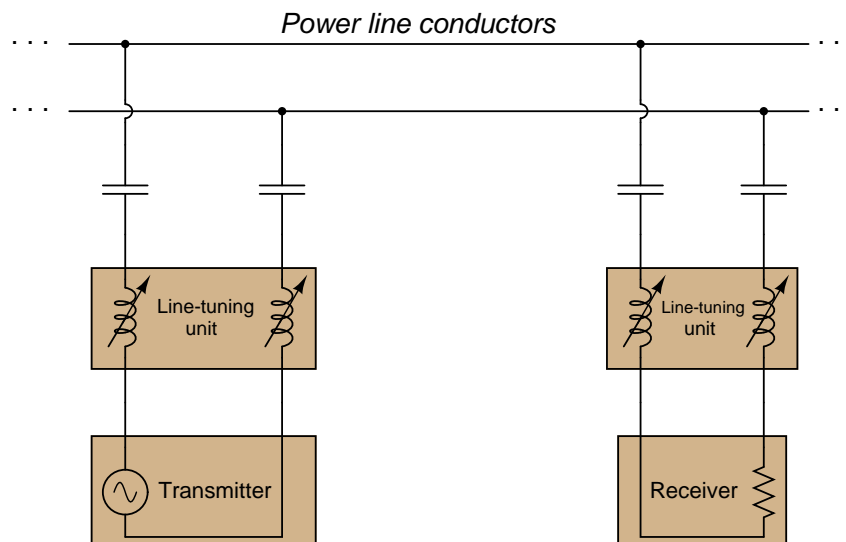 Power line conductors
. . .
. .
. . .
. .
Line-tuning
unit
Line-tuning
unit
Transmitter
Receiver